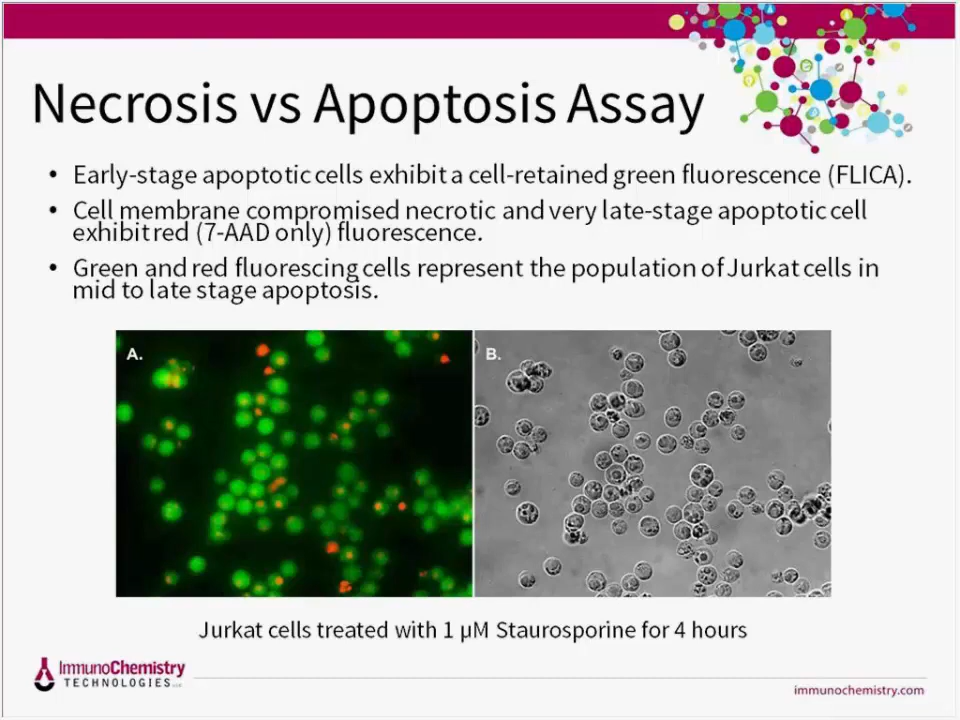 Necrosis vs Apoptosis Assay
• Early-stage apoptotic cells exhibit a cell-retained green fluorescence (FLICA).
• Cell membrane compromised necrotic and very late-stage apoptotic cell
exhibit red (7-AAD only) fluorescence.
• Green and red fluorescing cells represent the population of Jurkat cells in
mid to late stage apoptosis.
A.
B.
Jurkat cells treated with 1 µM Staurosporine for 4 hours
ImmunoChemistry
TECHNOLOGIES
immunochemistry.com